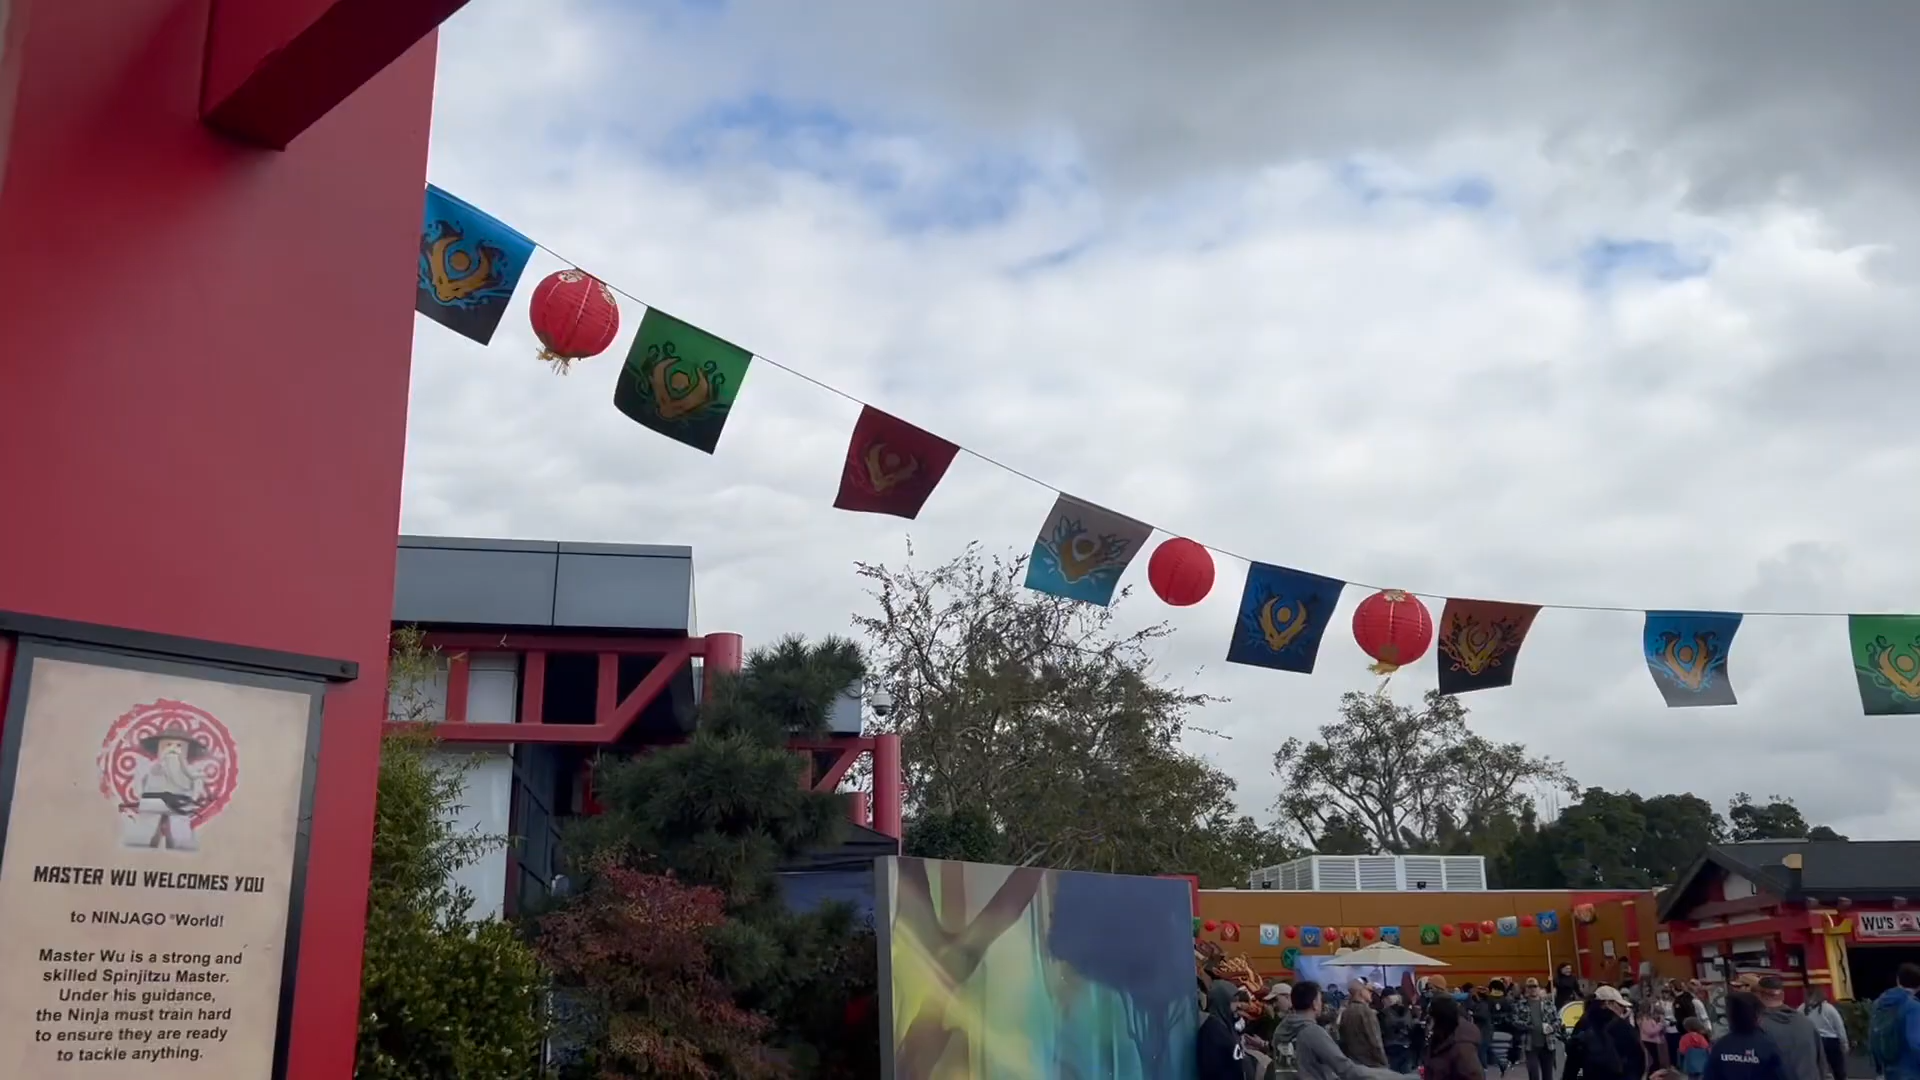 MASTER WU WELCOMES YOU
to NINJAGO® World!
Master Wu is a strong and
skilled Spinjitzu Master.
Under his guidance,
the Ninja must train hard
to ensure they are ready
to tackle anything.
WU'S
LEGOLAND